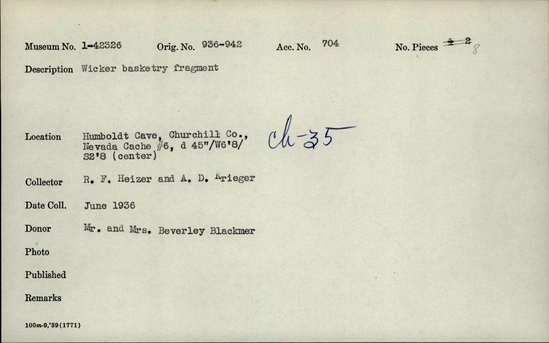 Museum No. 1-42326 Orig. No. 936-942 Acc. No. 704 No. Pieces 2 8
Description Wicker basketry fragment
Location Humboldt Cave, Churchill Co.,
Nevada Cache #6, d 45"/W6'8/
S2'8 (center)
ch-35
Collector R. F. Heizer and A. D. Krieger
Date Coll. June 1936
Donor Mr. and Mrs. Beverley Blackmer
Photo
Published
Remarks
100m-9,'39(1771)